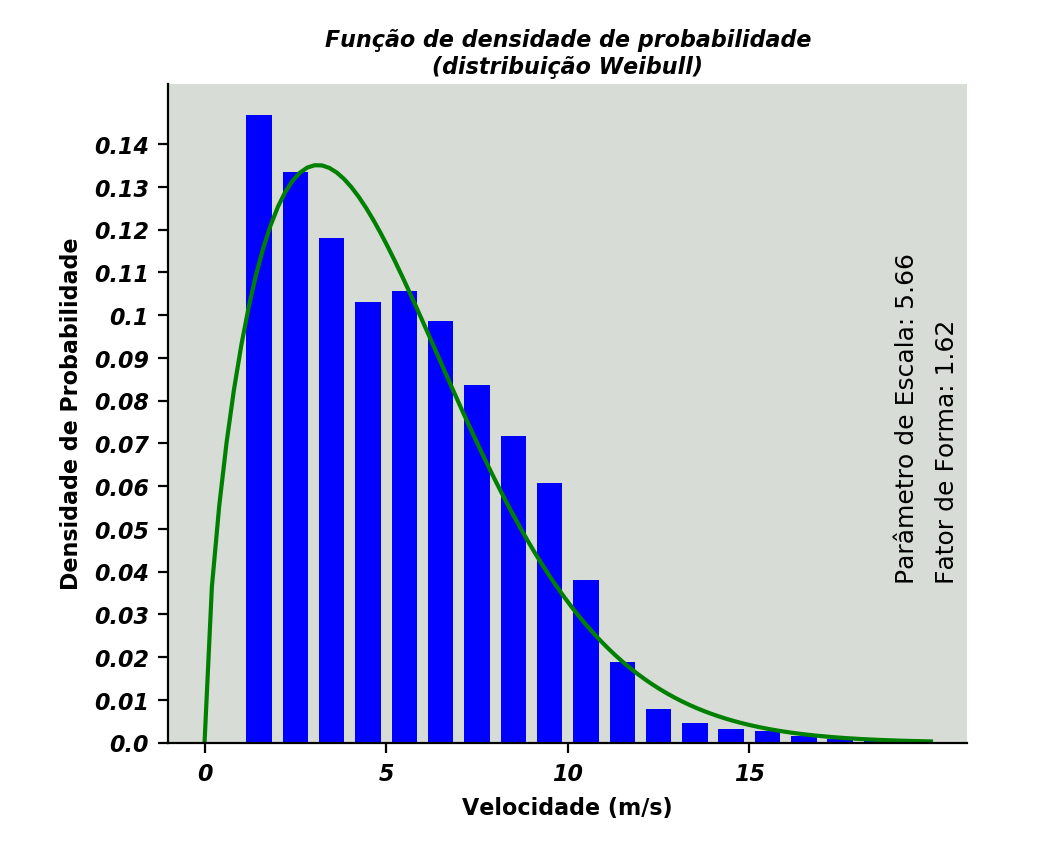 Função de densidade de probabilidade
(distribuição Weibull)
Densidade de Probabilidade
0.14
0.13
0.12
0.11
0.1
0.09
0.08
0.07
0.06
0.05
0.04
0.03
0.02
0.01
0.0
Parâmetro de Escala: 5.66
Fator de Forma: 1.62
0 5 10 15
Velocidade (m/s)